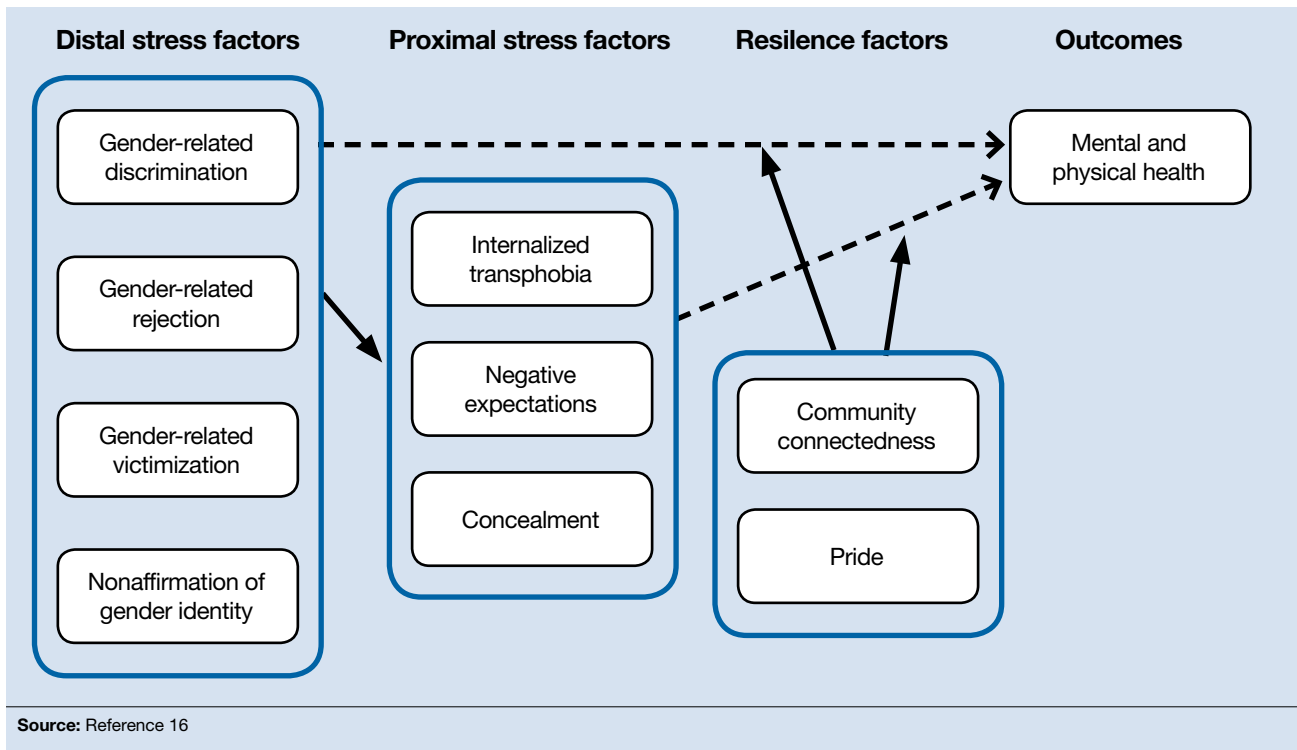 Distal stress factors
Proximal stress factors
Resilence factors
Outcomes
Gender-related
discrimination
Gender-related
rejection
Gender-related
victimization
Nonaffirmation of
gender identity
Internalized
transphobia
Negative
expectations
Concealment
Community
connectedness
Pride
Mental and
physical health
Source: Reference 16